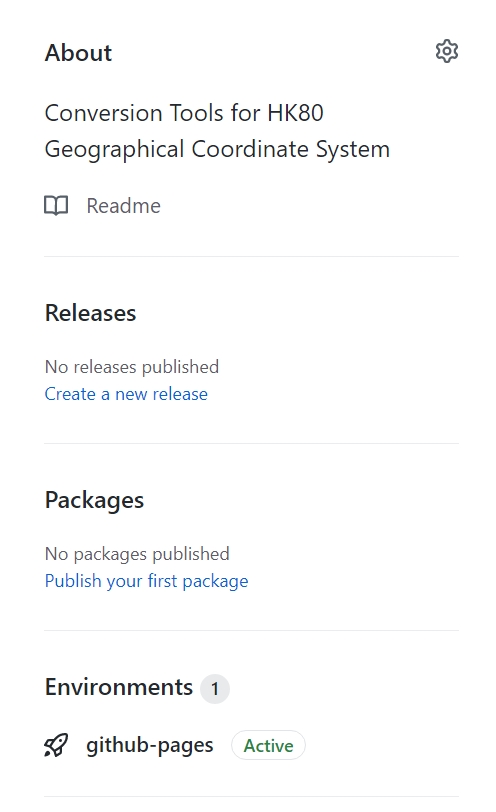 About
Conversion Tools for HK80
Geographical Coordinate System
Readme
Releases
No releases published
Create a new release
Packages
No packages published
Publish your first package
Environments 1
github-pages Active